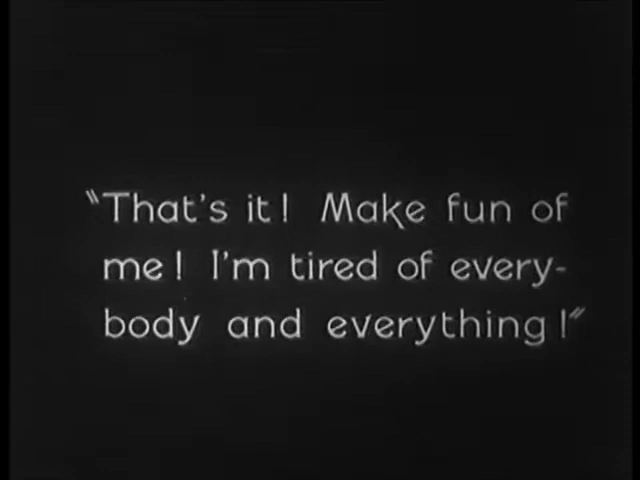 "That's it! Make fun of
me! I'm tired of every-
body and everything!"